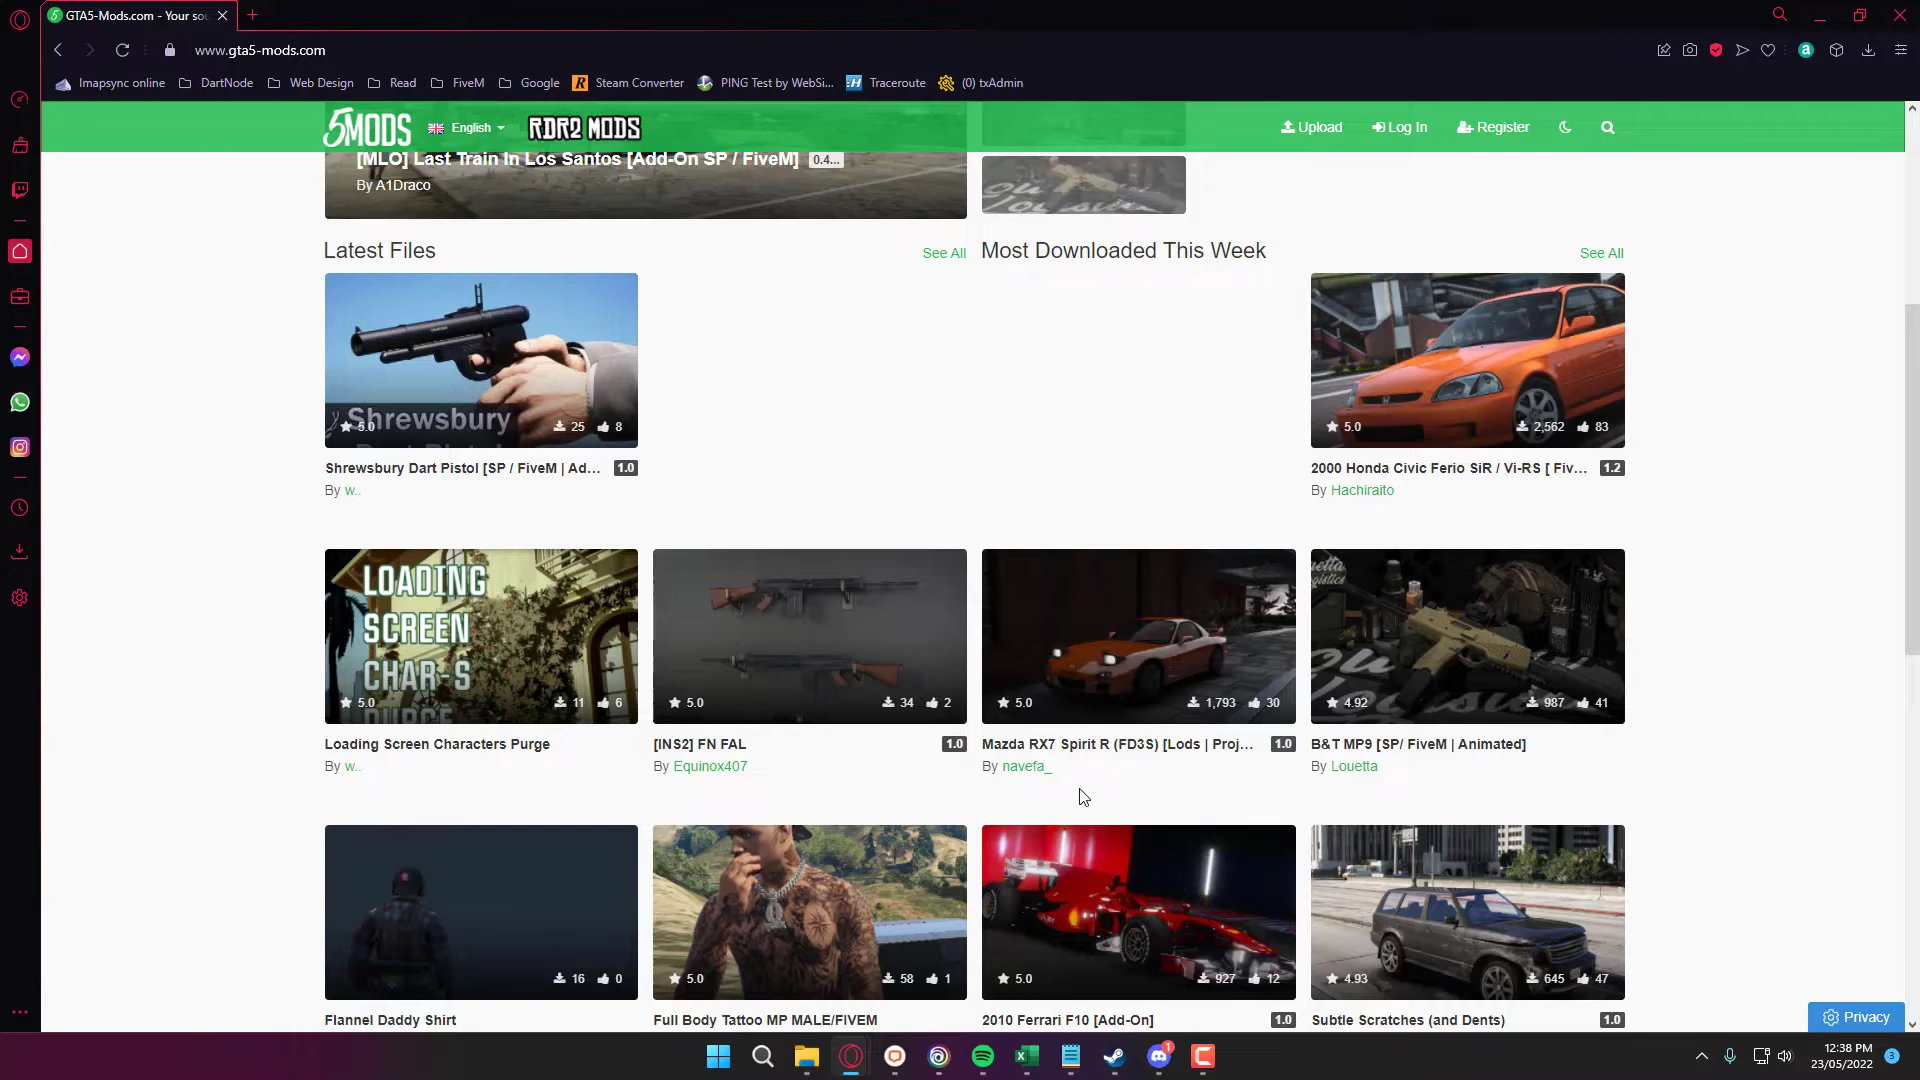 GTA5-Mods.com - Your so
www.gta5-mods.com
Imapsync online
DartNode
Web Design
Read
FiveM
Google
Steam Converter
PING Test by WebSi...
Traceroute
(0) txAdmin
5MODS
English
RDR2 MODS
Upload
Log In
Register
[MLO] Last Train In Los Santos [Add-On SP / FiveM] 0.4...
By A1Draco
Latest Files
See All
Most Downloaded This Week
See All
Shrewsbury
5.0
25
8
5.0
2,562
83
Shrewsbury Dart Pistol [SP / FiveM | Ad... 1.0
By w..
2000 Honda Civic Ferio SiR / Vi-RS [ Fiv... 1.2
By Hachiraito
LOADING
SCREEN
CHAR-S
PURGE
5.0
11
6
5.0
34
2
5.0
1,793
30
4.92
987
41
Loading Screen Characters Purge
By w..
[INS2] FN FAL 1.0
By Equinox407
Mazda RX7 Spirit R (FD3S) [Lods | Proj... 1.0
By navefa_
B&T MP9 [SP/ FiveM | Animated]
By Louetta
16
0
5.0
58
1
5.0
927
12
4.93
645
47
Flannel Daddy Shirt
Full Body Tattoo MP MALE/FIVEM
2010 Ferrari F10 [Add-On] 1.0
Subtle Scratches (and Dents) 1.0
Privacy
1
12:38 PM
23/05/2022
3